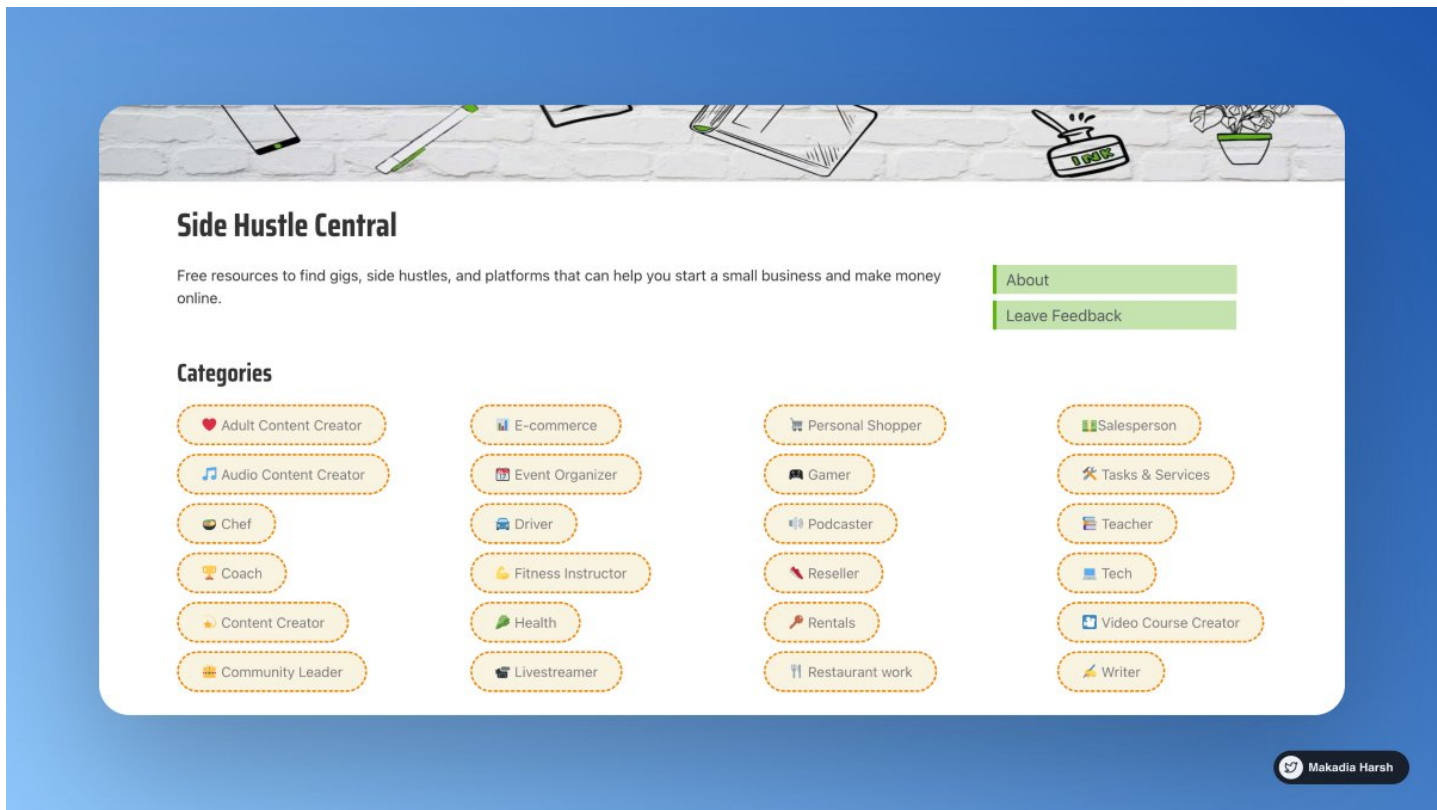 INK
Side Hustle Central
Free resources to find gigs, side hustles, and platforms that can help you start a small business and make money
online.
About
Leave Feedback
Categories
Adult Content Creator
E-commerce
Personal Shopper
Salesperson
Audio Content Creator
Event Organizer
Gamer
Tasks & Services
Chef
Driver
Podcaster
Teacher
Coach
Fitness Instructor
Reseller
Tech
Content Creator
Health
Rentals
Video Course Creator
Community Leader
Livestreamer
Restaurant work
Writer
Makadia Harsh